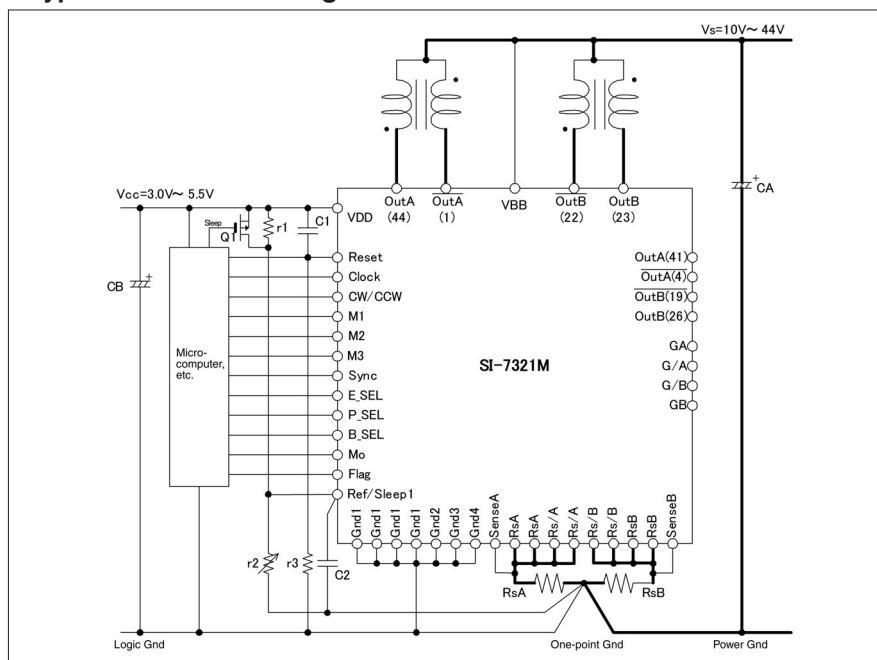 Vs=10V～ 44V
CA
Vcc=3.0V～ 5.5V
Sleep
Q1
r1
C1
CB
Micro-
computer,
etc.
OutA
(44)
OutA
(1)
VBB
OutB
(22)
OutB
(23)
VDD
Reset
Clock
CW/CCW
M1
M2
M3
Sync
E_SEL
P_SEL
B_SEL
Mo
Flag
Ref/Sleep1
SI-7321M
OutA(41)
OutA(4)
OutB(19)
OutB(26)
GA
G/A
G/B
GB
Gnd1
Gnd1
Gnd1
Gnd1
Gnd2
Gnd3
Gnd4
SenseA
RsA
RsA
Rs/A
Rs/A
Rs/B
Rs/B
RsB
RsB
SenseB
r2
r3
C2
RsA
RsB
Logic Gnd
One-point Gnd
Power Gnd